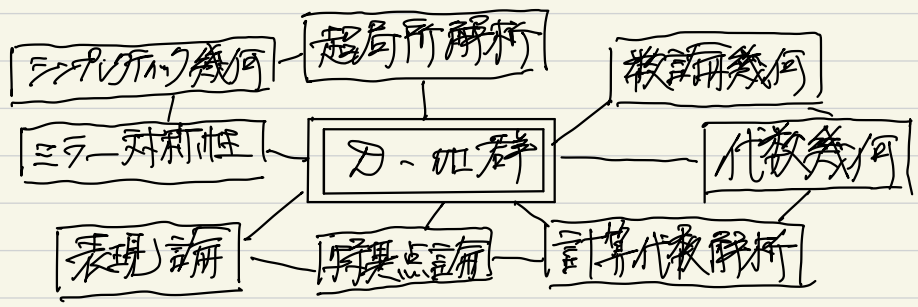 超局所解析
シンプレクティック幾何
数論幾何
ミラー対称性
D-加群
代数幾何
表現論
特異点論
計算代数解析